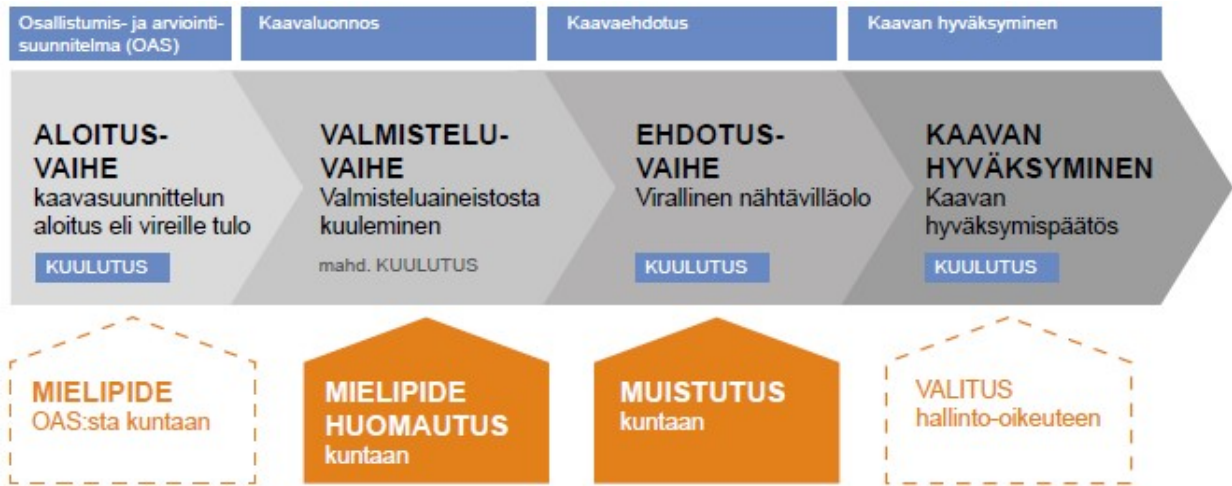 Osallistumis- ja arviointi-
suunnitelma (OAS)
Kaavaluonnos
Kaavaehdotus
Kaavan hyväksyminen
ALOITUS-
VAIHE
kaavasuunnittelun
aloitus eli vireille tulo
KUULUTUS
VALMISTELU-
VAIHE
Valmisteluaineistosta
kuuleminen
mahd. KUULUTUS
EHDOTUS-
VAIHE
Virallinen nähtävilläolo
KUULUTUS
KAAVAN
HYVÄKSYMINEN
Kaavan
hyväksymispäätös
KUULUTUS
MIELIPIDE
OAS:sta kuntaan
MIELIPIDE
HUOMAUTUS
kuntaan
MUISTUTUS
kuntaan
VALITUS
hallinto-oikeuteen